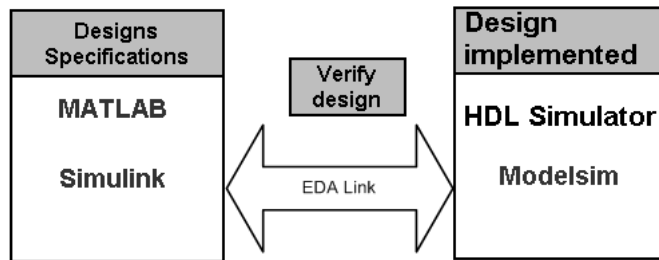 Designs
Specifications
MATLAB
Simulink
Verify
design
EDA Link
Design
implemented
HDL Simulator
Modelsim